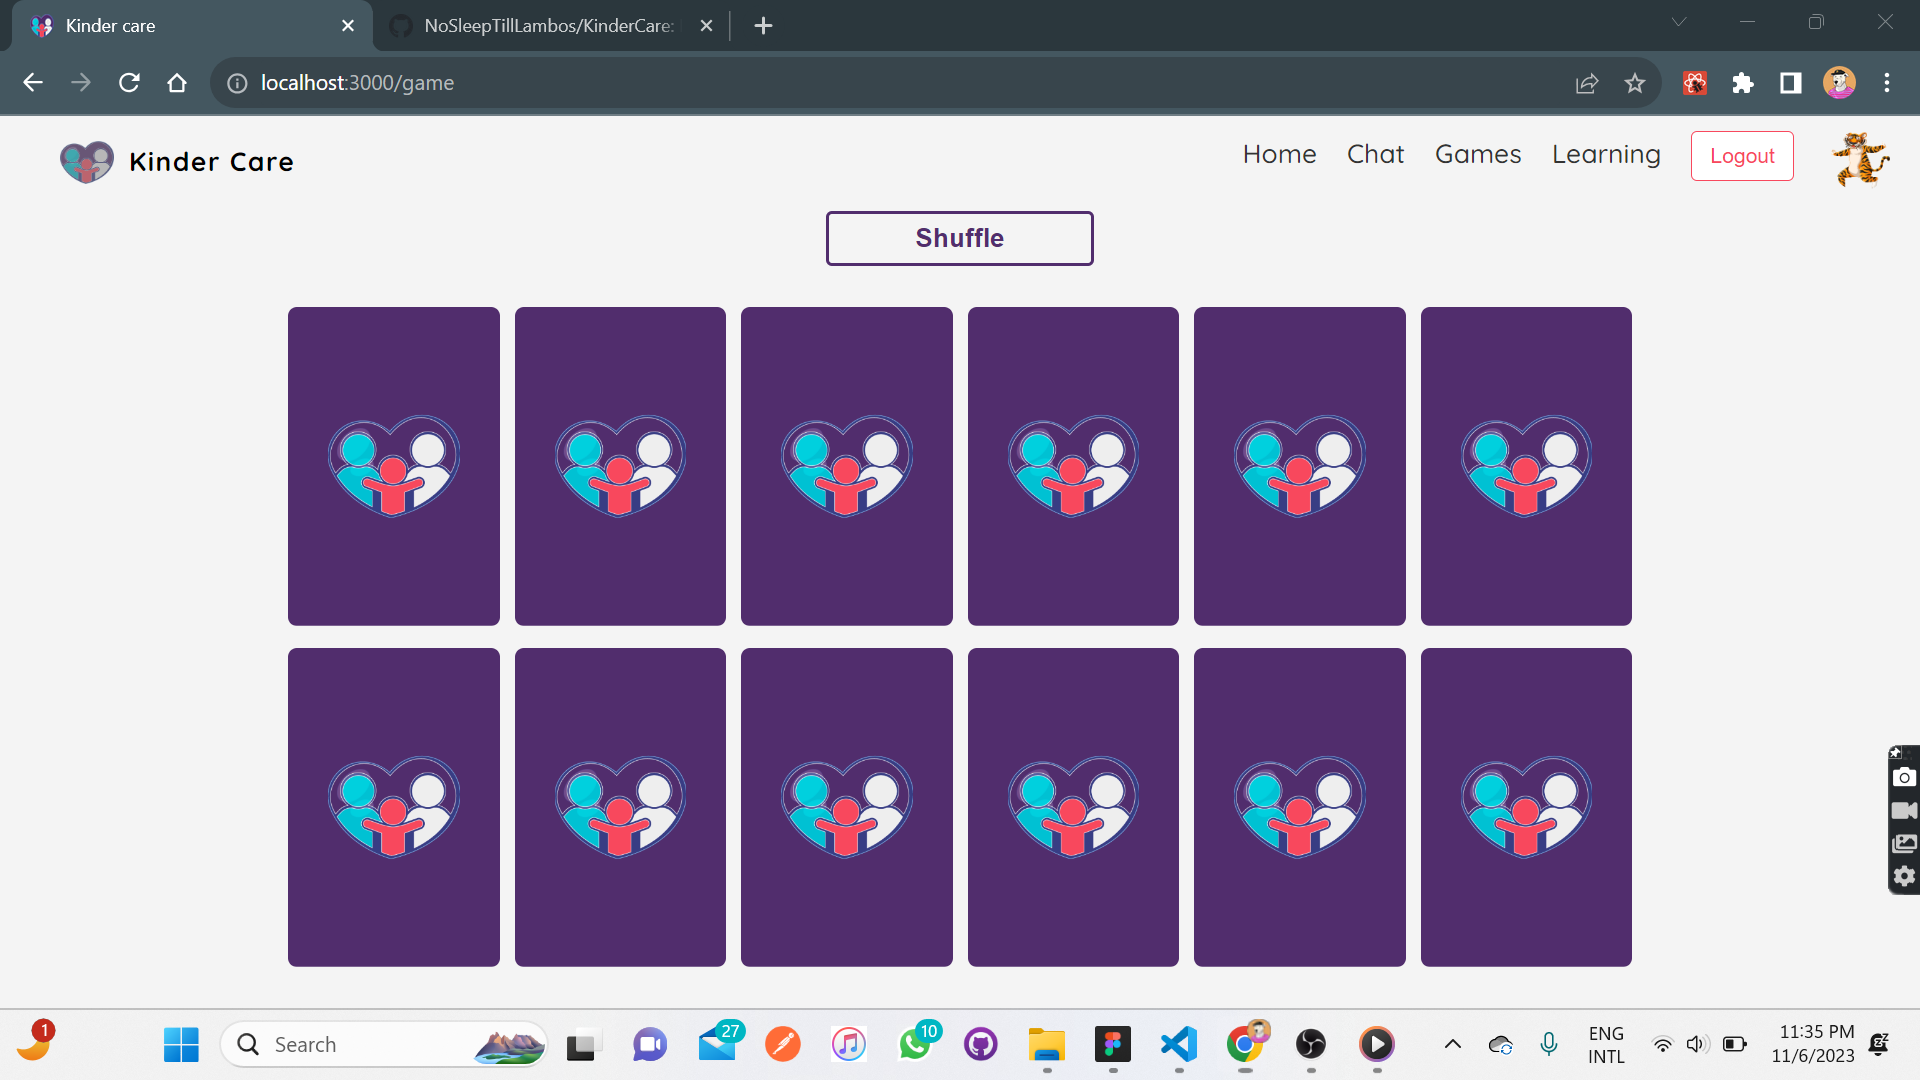 Kinder care
NoSleepTillLambos/KinderCare:
localhost:3000/game
Kinder Care
Home
Chat
Games
Learning
Logout
Shuffle
1
Search
27
10
ENG
INTL
11:35 PM
11/6/2023